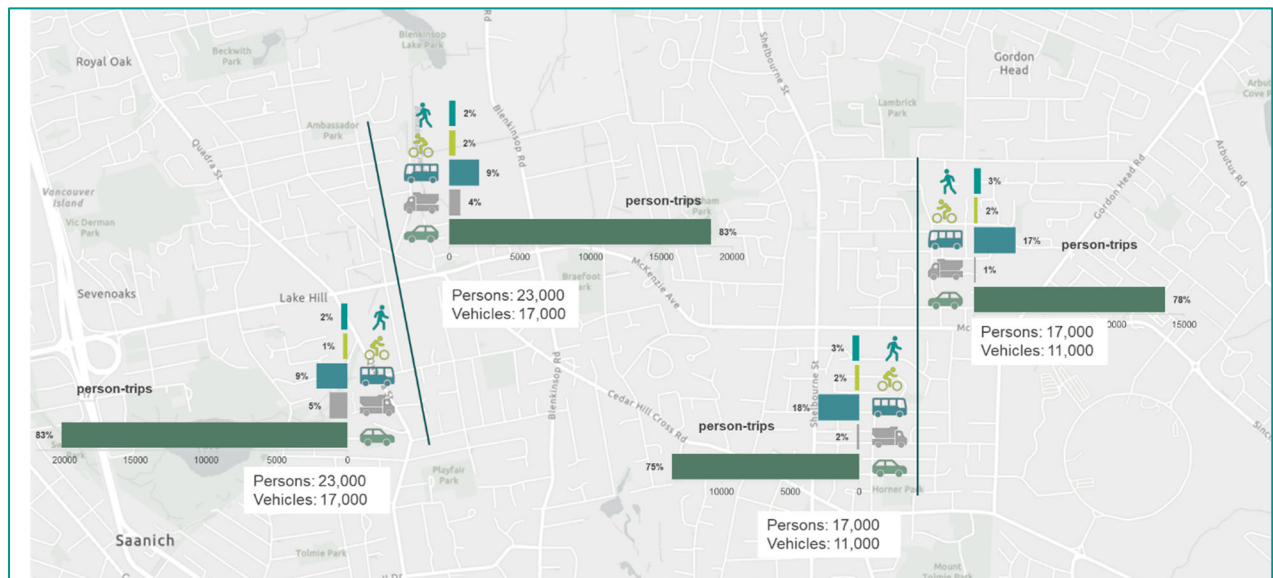 Rd
Blenkinsop
Lake Park
Royal Oak
Beckwith
Park
Shelbourne St
Gordon
Head
Lambrick
Park
Ambassador
Park
Quadra St
Blenkinsop Rd
Arbutus Rd
Gordon Head Rd
Vancouver
Island
Vic Derman
Park
2%
2%
9%
4%
person-trips
83%
0
5000
10000
15000
20000
Persons: 23,000
Vehicles: 17,000
3%
2%
17%
person-trips
1%
78%
15000
Persons: 17,000
Vehicles: 11,000
Sevenoaks
Lake Hill
Braefoot
Park
McKenzie Ave
2%
1%
9%
person-trips
5%
83%
20000
15000
10000
5000
0
Persons: 23,000
Vehicles: 17,000
Blenkinsop Rd
Cedar Hill Cross Rd
Shelbourne St
3%
2%
18%
person-trips
2%
75%
10000
5000
0
Horner Park
Persons: 17,000
Vehicles: 11,000
Playfair
Park
Saanich
Tolmie Park
Mount
Tolmie Park